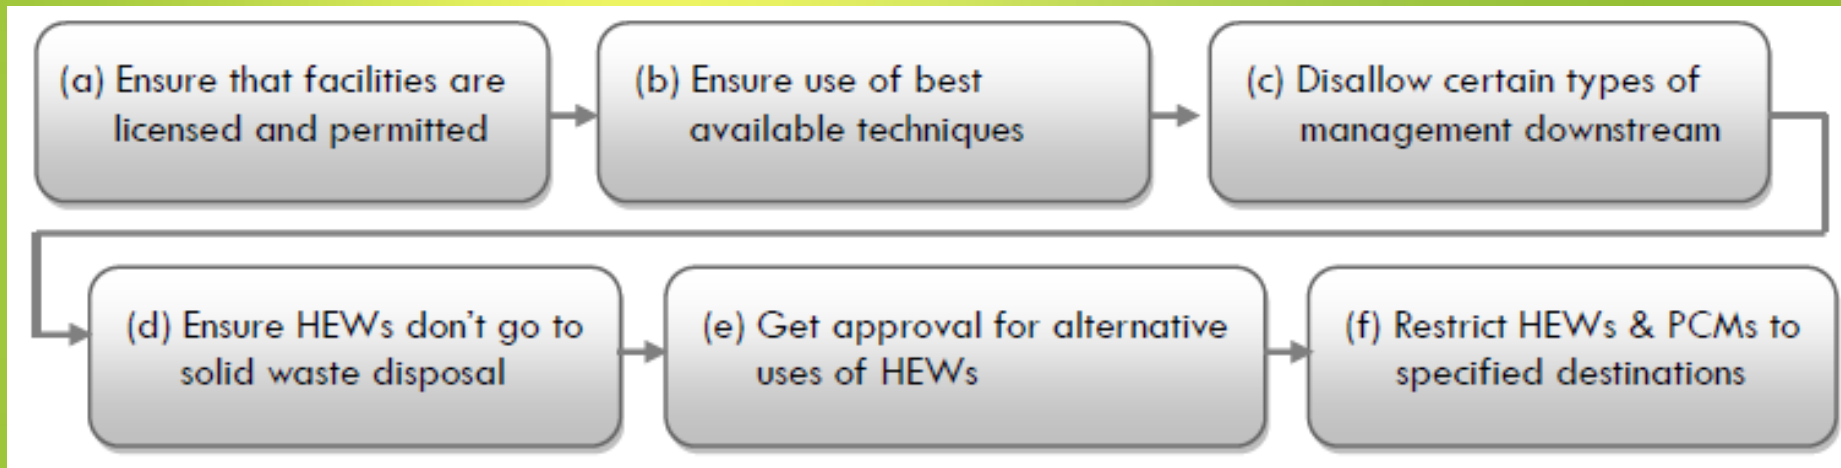 (a) Ensure that facilities are
licensed and permitted
(b) Ensure use of best
available techniques
(c) Disallow certain types of
management downstream
(d) Ensure HEWs don't go to
solid waste disposal
(e) Get approval for alternative
uses of HEWs
(f) Restrict HEWs & PCMs to
specified destinations